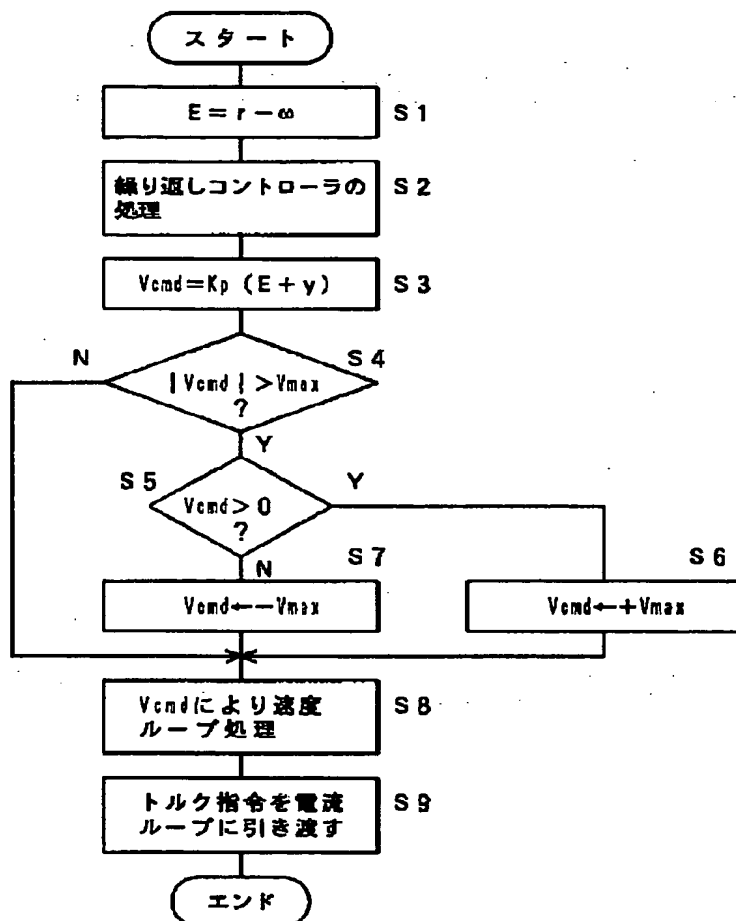 スタート
E＝r－∞
S1
繰り返しコントローラの
処理
S2
Vcmd＝Kp（E＋y）
S3
N
S4
|Vcmd|＞Vmax
?
Y
S5
Vcmd＞0
?
Y
N
S7
Vcmd←－Vmax
S6
Vcmd←＋Vmax
Vcmdにより速度
ループ処理
S8
トルク指令を電流
ループに引き渡す
S9
エンド